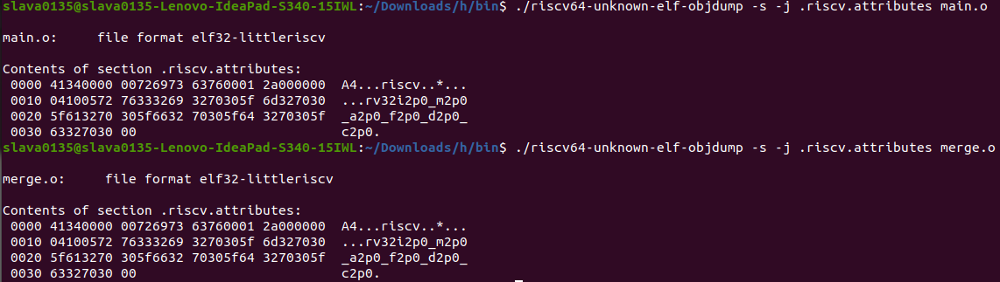 slava0135@slava0135-Lenovo-IdeaPad-S340-15IWL:~/Downloads/h/bin$ ./riscv64-unknown-elf-objdump -s -j .riscv.attributes main.o
main.o:     file format elf32-littleriscv
Contents of section .riscv.attributes:
 0000 41340000 00726973 63760001 2a000000  A4...riscv..*...
 0010 04100572 76333269 3270305f 6d327030  ...rv32i2p0_m2p0
 0020 5f613270 305f6632 70305f64 3270305f  _a2p0_f2p0_d2p0_
 0030 63327030 00                          c2p0.
slava0135@slava0135-Lenovo-IdeaPad-S340-15IWL:~/Downloads/h/bin$ ./riscv64-unknown-elf-objdump -s -j .riscv.attributes merge.o
merge.o:     file format elf32-littleriscv
Contents of section .riscv.attributes:
 0000 41340000 00726973 63760001 2a000000  A4...riscv..*...
 0010 04100572 76333269 3270305f 6d327030  ...rv32i2p0_m2p0
 0020 5f613270 305f6632 70305f64 3270305f  _a2p0_f2p0_d2p0_
 0030 63327030 00                          c2p0.